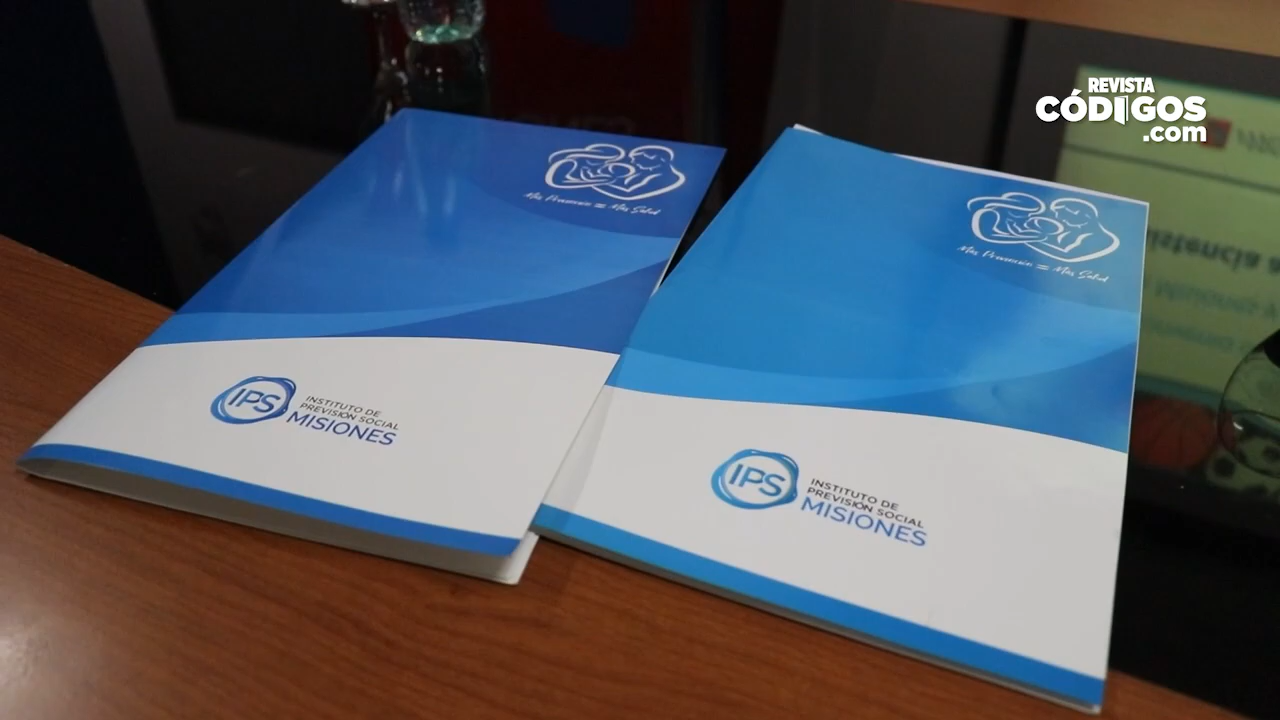 REVISTA
CÓDIGOS
.com
Más Prevención = Más Salud
IPS
INSTITUTO DE
PREVISIÓN SOCIAL
MISIONES
Más Prevención = Más Salud
IPS
INSTITUTO DE
PREVISIÓN SOCIAL
MISIONES